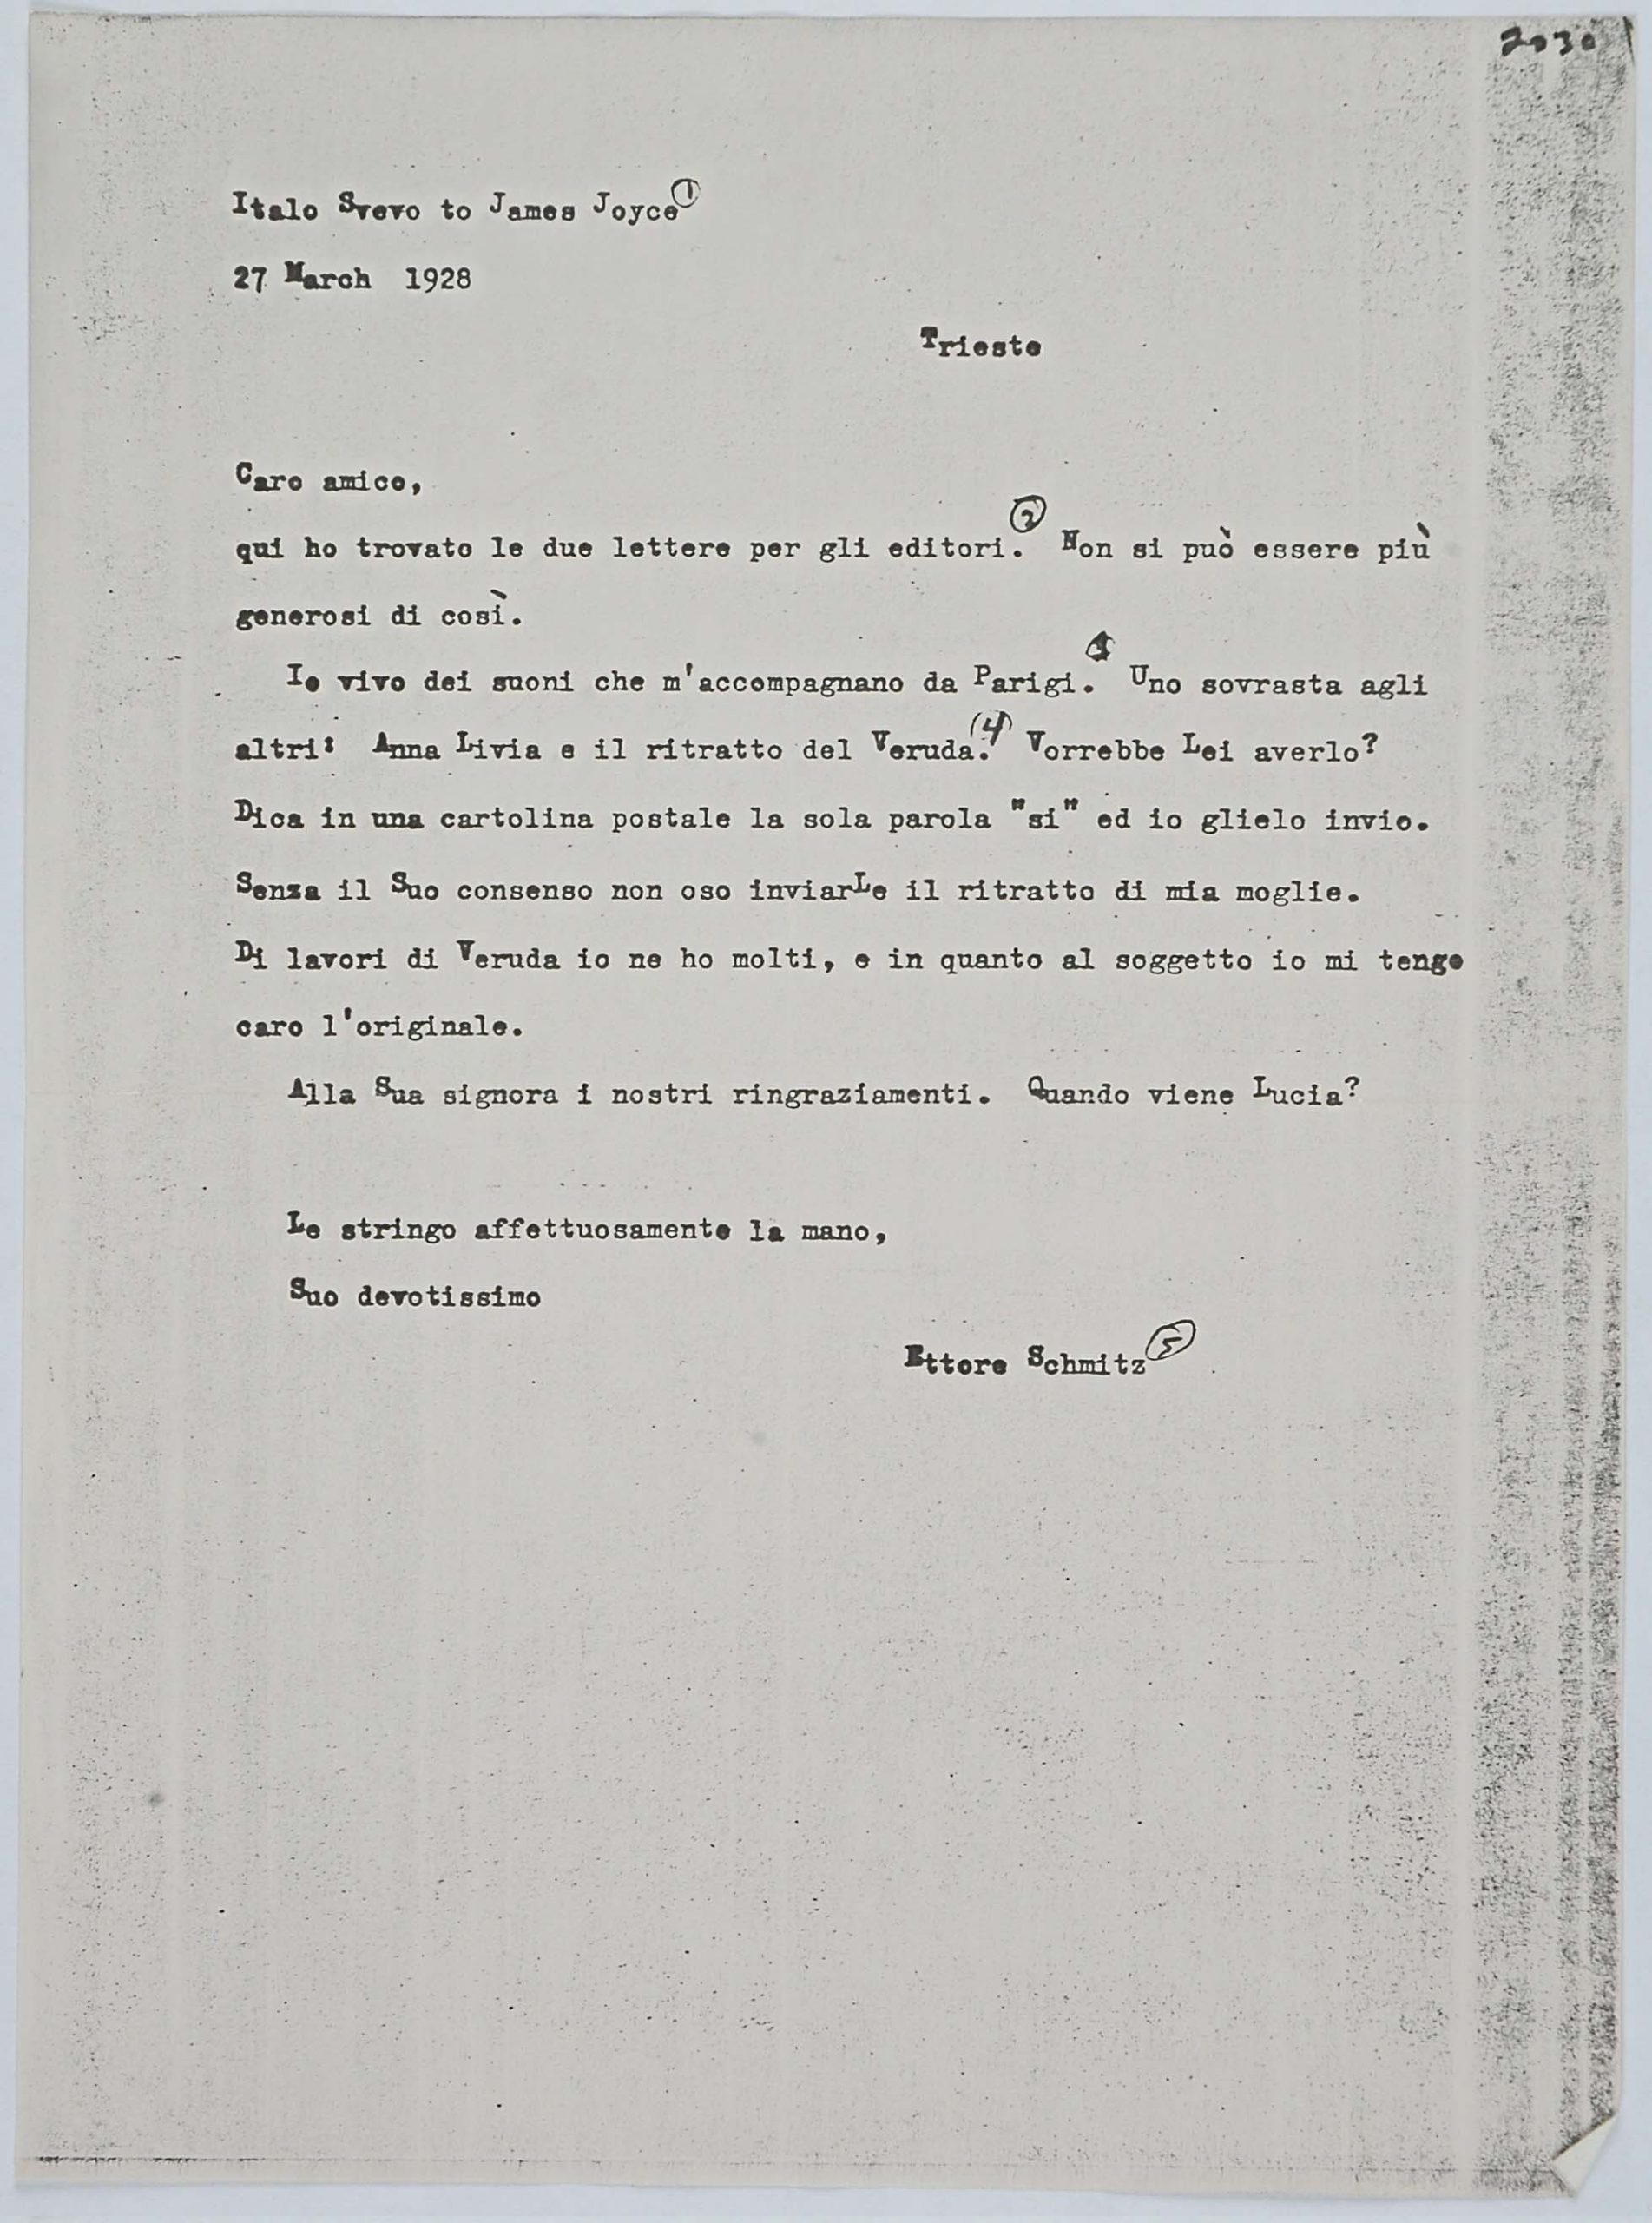 2030
Italo Svevo to James Joyce ①
27 March 1928
Trieste
Caro amico,
qui ho trovato le due lettere per gli editori. ② Non si può essere più
generosi di così.
Io vivo dei suoni che m'accompagnano da Parigi. Uno sovrasta agli
altri: Anna Livia e il ritratto del Veruda. (4) Vorrebbe Lei averlo?
Dica in una cartolina postale la sola parola "si" ed io glielo invio.
Senza il Suo consenso non oso inviarLe il ritratto di mia moglie.
Di lavori di Veruda io ne ho molti, e in quanto al soggetto io mi tengo
caro l'originale.
Alla Sua signora i nostri ringraziamenti. Quando viene Lucia?
Le stringo affettuosamente la mano,
Suo devotissimo
Ettore Schmitz ⑤